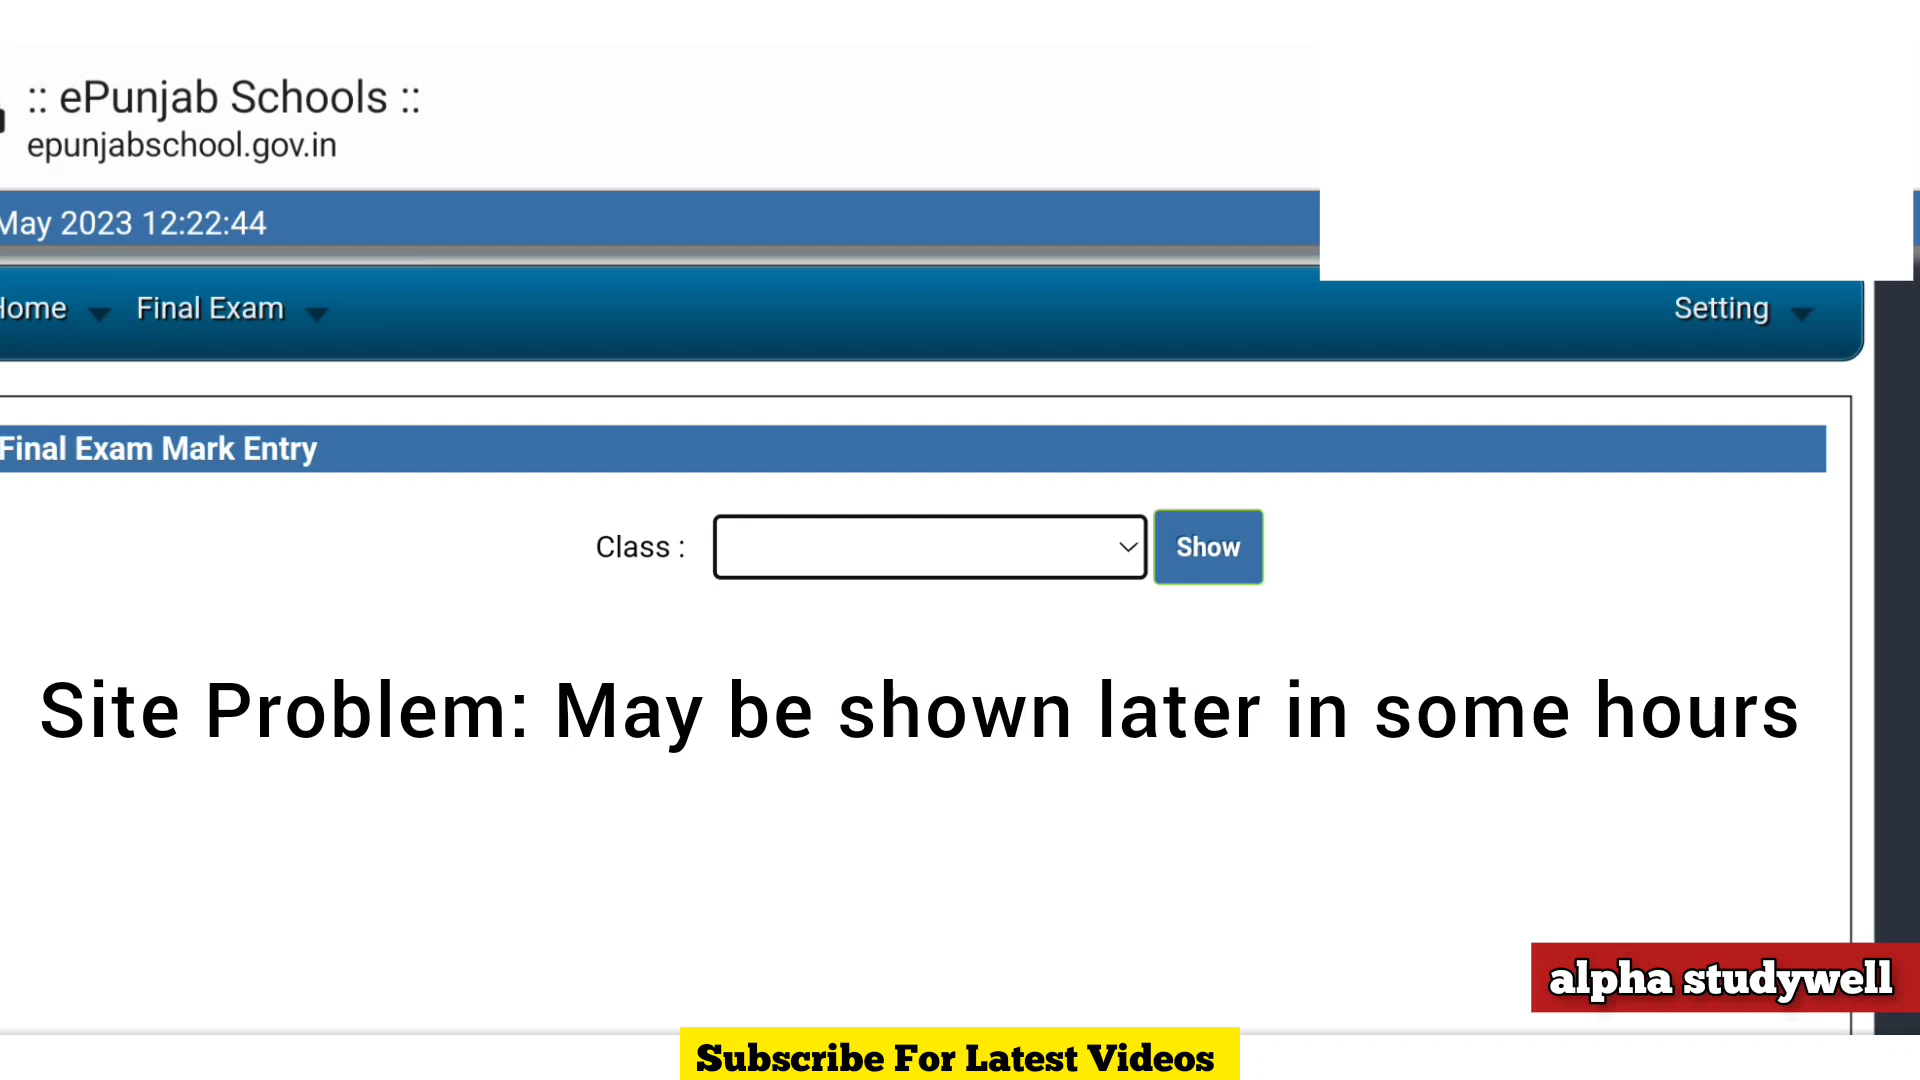 :: ePunjab Schools ::
epunjabschool.gov.in
May 2023 12:22:44
Home Final Exam Setting
Final Exam Mark Entry
Class : Show
Site Problem: May be shown later in some hours
alpha studywell
Subscribe For Latest Videos